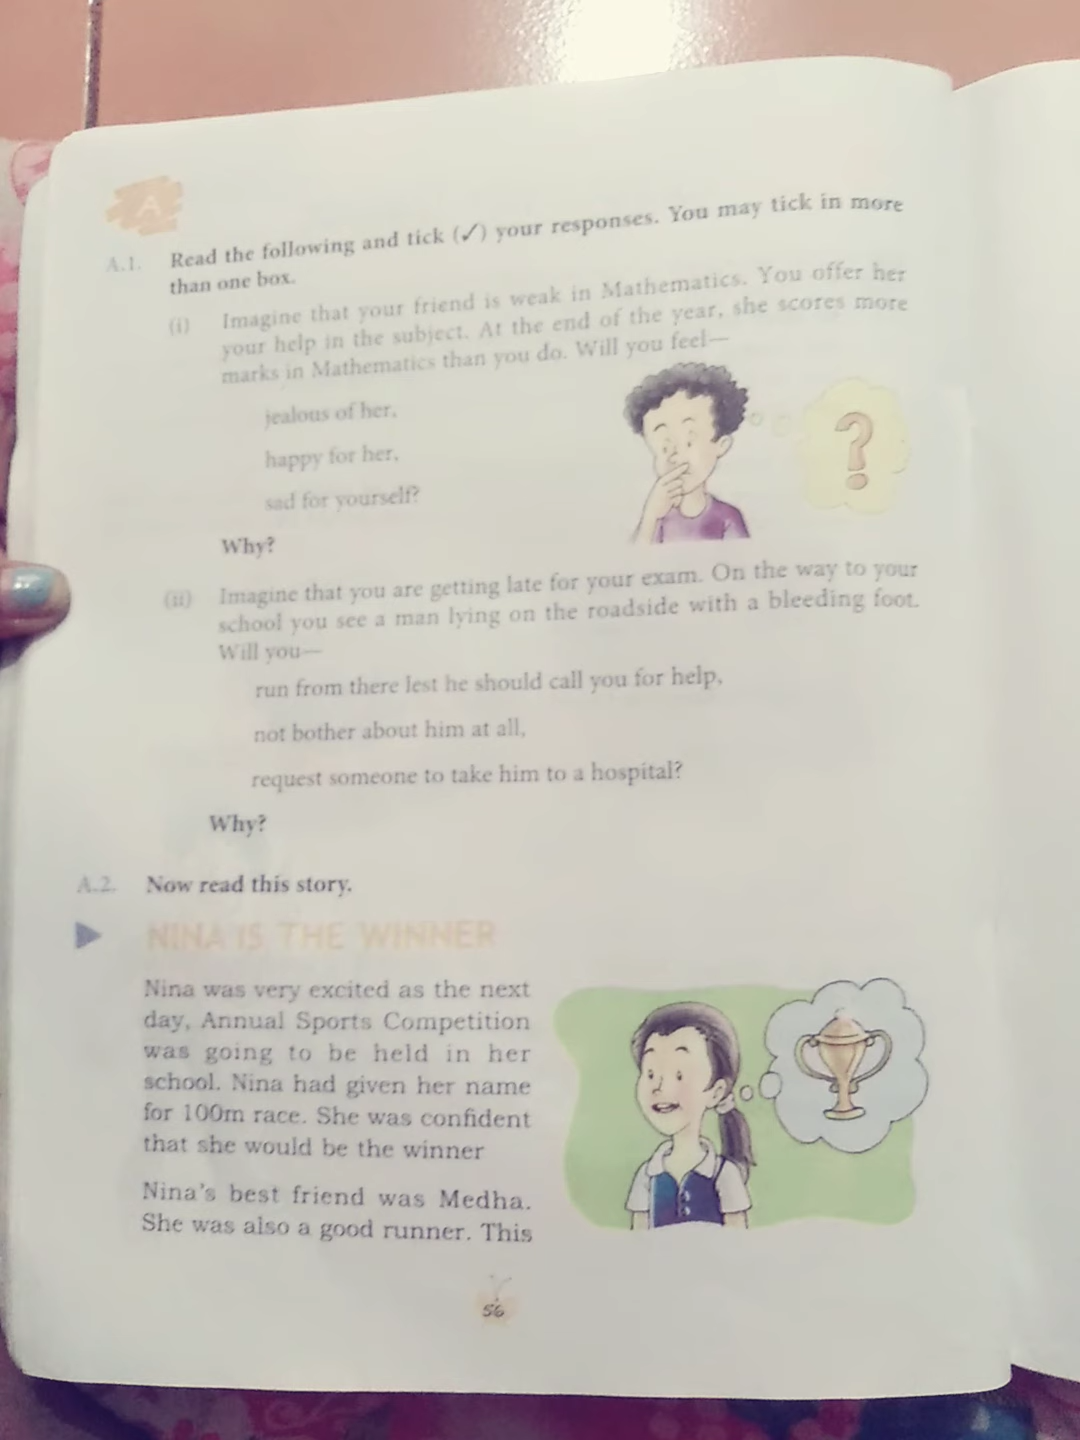 A
A.1. Read the following and tick (✓) your responses. You may tick in more
than one box.
(i) Imagine that your friend is weak in Mathematics. You offer her
your help in the subject. At the end of the year, she scores more
marks in Mathematics than you do. Will you feel—
jealous of her,
happy for her,
sad for yourself?
?
Why?
(ii) Imagine that you are getting late for your exam. On the way to your
school you see a man lying on the roadside with a bleeding foot.
Will you—
run from there lest he should call you for help,
not bother about him at all,
request someone to take him to a hospital?
Why?
A.2. Now read this story.
NINA IS THE WINNER
Nina was very excited as the next
day, Annual Sports Competition
was going to be held in her
school. Nina had given her name
for 100m race. She was confident
that she would be the winner
Nina's best friend was Medha.
She was also a good runner. This
56